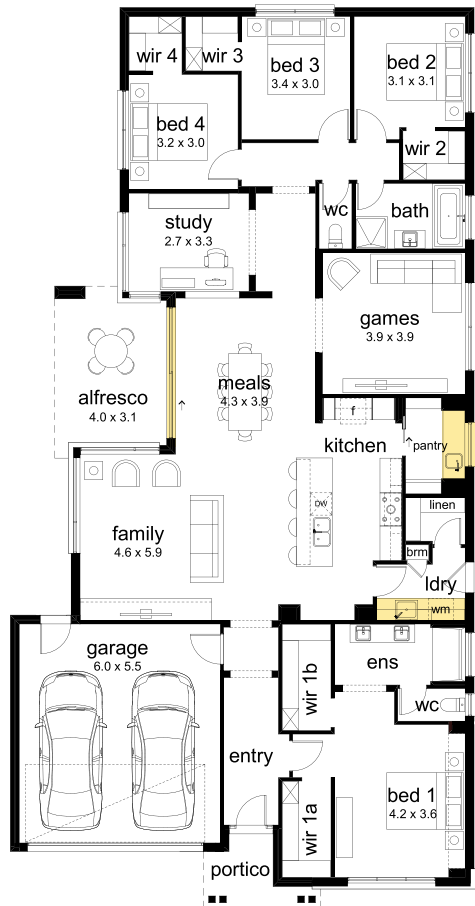 wir 4
wir 3
bed 3
3.4 x 3.0
bed 2
3.1 x 3.1
bed 4
3.2 x 3.0
wir 2
wc
bath
study
2.7 x 3.3
games
3.9 x 3.9
alfresco
4.0 x 3.1
meals
4.3 x 3.9
f
kitchen
pantry
DW
linen
family
4.6 x 5.9
brm
ldry
wm
garage
6.0 x 5.5
ens
wir 1b
wc
entry
bed 1
4.2 x 3.6
wir 1a
portico